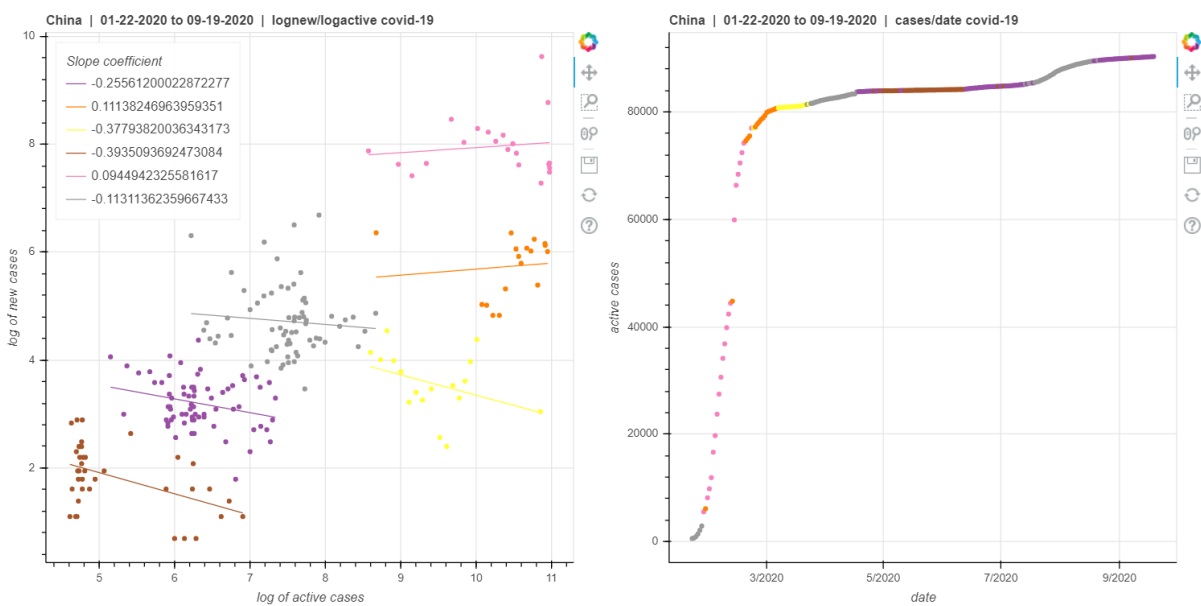 China | 01-22-2020 to 09-19-2020 | lognew/logactive covid-19
10
8
6
4
2
log of new cases
Slope coefficient
-0.25561200022872277
0.11138246963959351
-0.37793820036343173
-0.3935093692473084
0.0944942325581617
-0.11311362359667433
5 6 7 8 9 10 11
log of active cases
China | 01-22-2020 to 09-19-2020 | cases/date covid-19
80000
60000
40000
20000
0
active cases
3/2020 5/2020 7/2020 9/2020
date